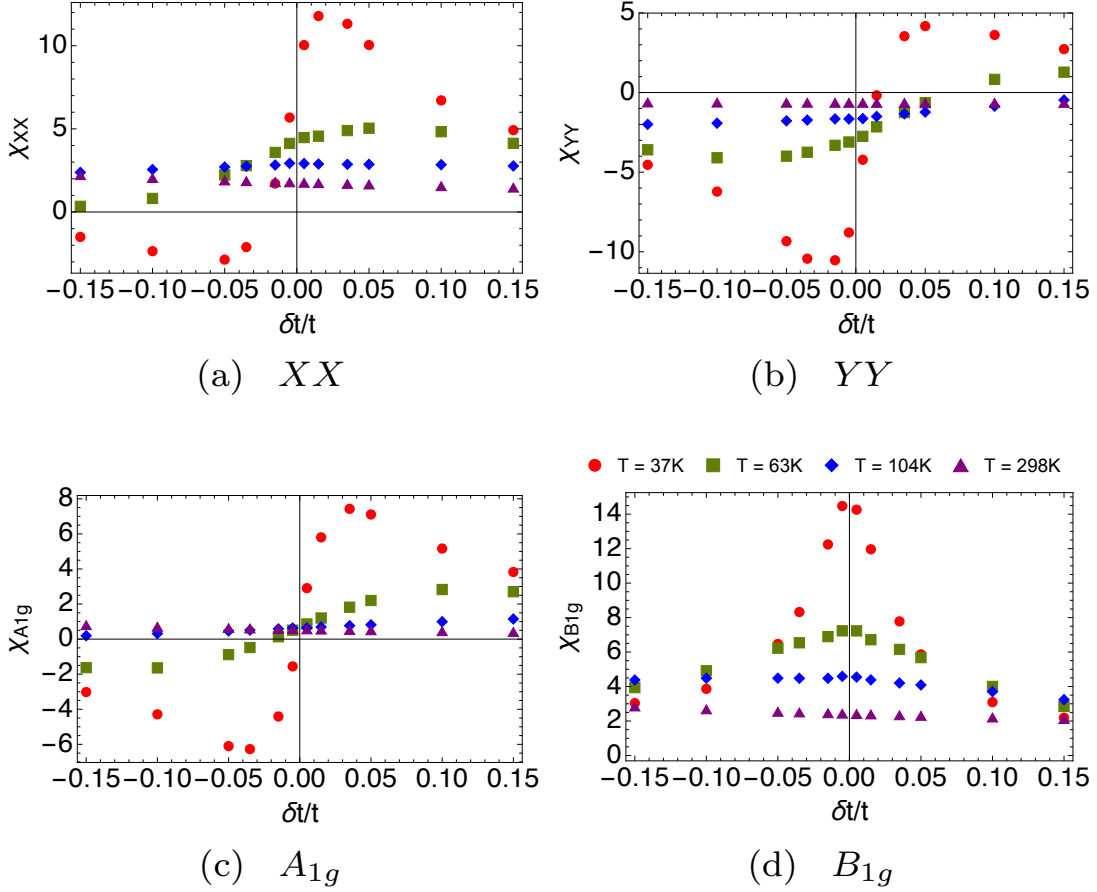 10
5
0
χXX
−0.15 −0.10 −0.05 0.00 0.05 0.10 0.15
δt/t
(a) XX
5
0
−5
−10
χYY
−0.15 −0.10 −0.05 0.00 0.05 0.10 0.15
δt/t
(b) YY
8
6
4
2
0
−2
−4
−6
χA1g
−0.15 −0.10 −0.05 0.00 0.05 0.10 0.15
δt/t
(c) A1g
T = 37K T = 63K T = 104K T = 298K
14
12
10
8
6
4
2
0
χB1g
−0.15 −0.10 −0.05 0.00 0.05 0.10 0.15
δt/t
(d) B1g